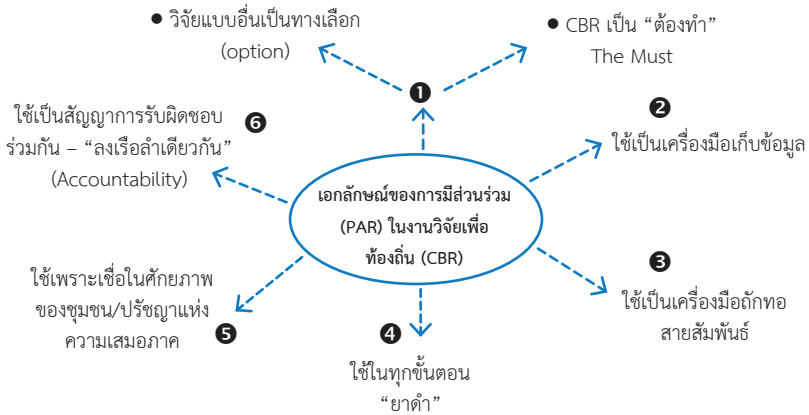 เอกลักษณ์ของการมีส่วนร่วม
(PAR) ในงานวิจัยเพื่อ
ท้องถิ่น (CBR)
❶
● วิจัยแบบอื่นเป็นทางเลือก
(option)
● CBR เป็น “ต้องทำ”
The Must
❷
ใช้เป็นเครื่องมือเก็บข้อมูล
❸
ใช้เป็นเครื่องมือถักทอ
สายสัมพันธ์
❹
ใช้ในทุกขั้นตอน
“ยาดำ”
❺
ใช้เพราะเชื่อในศักยภาพ
ของชุมชน/ปรัชญาแห่ง
ความเสมอภาค
❻
ใช้เป็นสัญญาการรับผิดชอบ
ร่วมกัน – “ลงเรือลำเดียวกัน”
(Accountability)